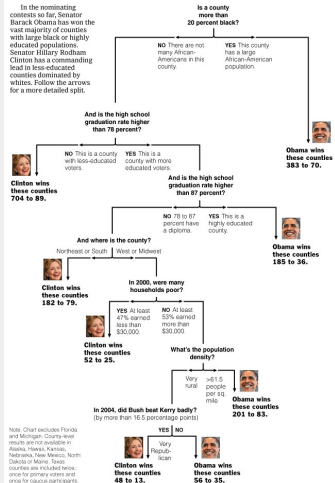 In the nominating
contests so far, Senator
Barack Obama has won the
vast majority of counties
with large black or highly
educated populations.
Senator Hillary Rodham
Clinton has a commanding
lead in less-educated
counties dominated by
whites. Follow the arrows
for a more detailed split.
Is a county
more than
20 percent black?
NO There are not
many African-
Americans in this
county.
YES This county
has a large
African-American
population.
Obama wins
these counties
383 to 70.
And is the high school
graduation rate higher
than 78 percent?
NO This is a county
with less-educated
voters.
YES This is a
county with more
educated voters.
Clinton wins
these counties
704 to 89.
And is the high school
graduation rate higher
than 87 percent?
NO 78 to 87
percent have
a diploma.
YES This is a
highly educated
county.
Obama wins
these counties
185 to 36.
And where is the county?
Northeast or South
West or Midwest
Clinton wins
these counties
182 to 79.
In 2000, were many
households poor?
YES At least
47% earned
less than
$30,000.
NO At least
53% earned
more than
$30,000.
Clinton wins
these counties
52 to 25.
What's the population
density?
Very
rural
>61.5
people
per sq.
mile
Obama wins
these counties
201 to 83.
In 2004, did Bush beat Kerry badly?
(by more than 16.5 percentage points)
YES
NO
Very
Repub-
lican
Clinton wins
these counties
48 to 13.
Obama wins
these counties
56 to 35.
Note: Chart excludes Florida
and Michigan. County-level
results are not available in
Alaska, Hawaii, Kansas,
Nebraska, New Mexico, North
Dakota or Maine. Texas
counties are included twice;
once for primary voters and
once for caucus participants.